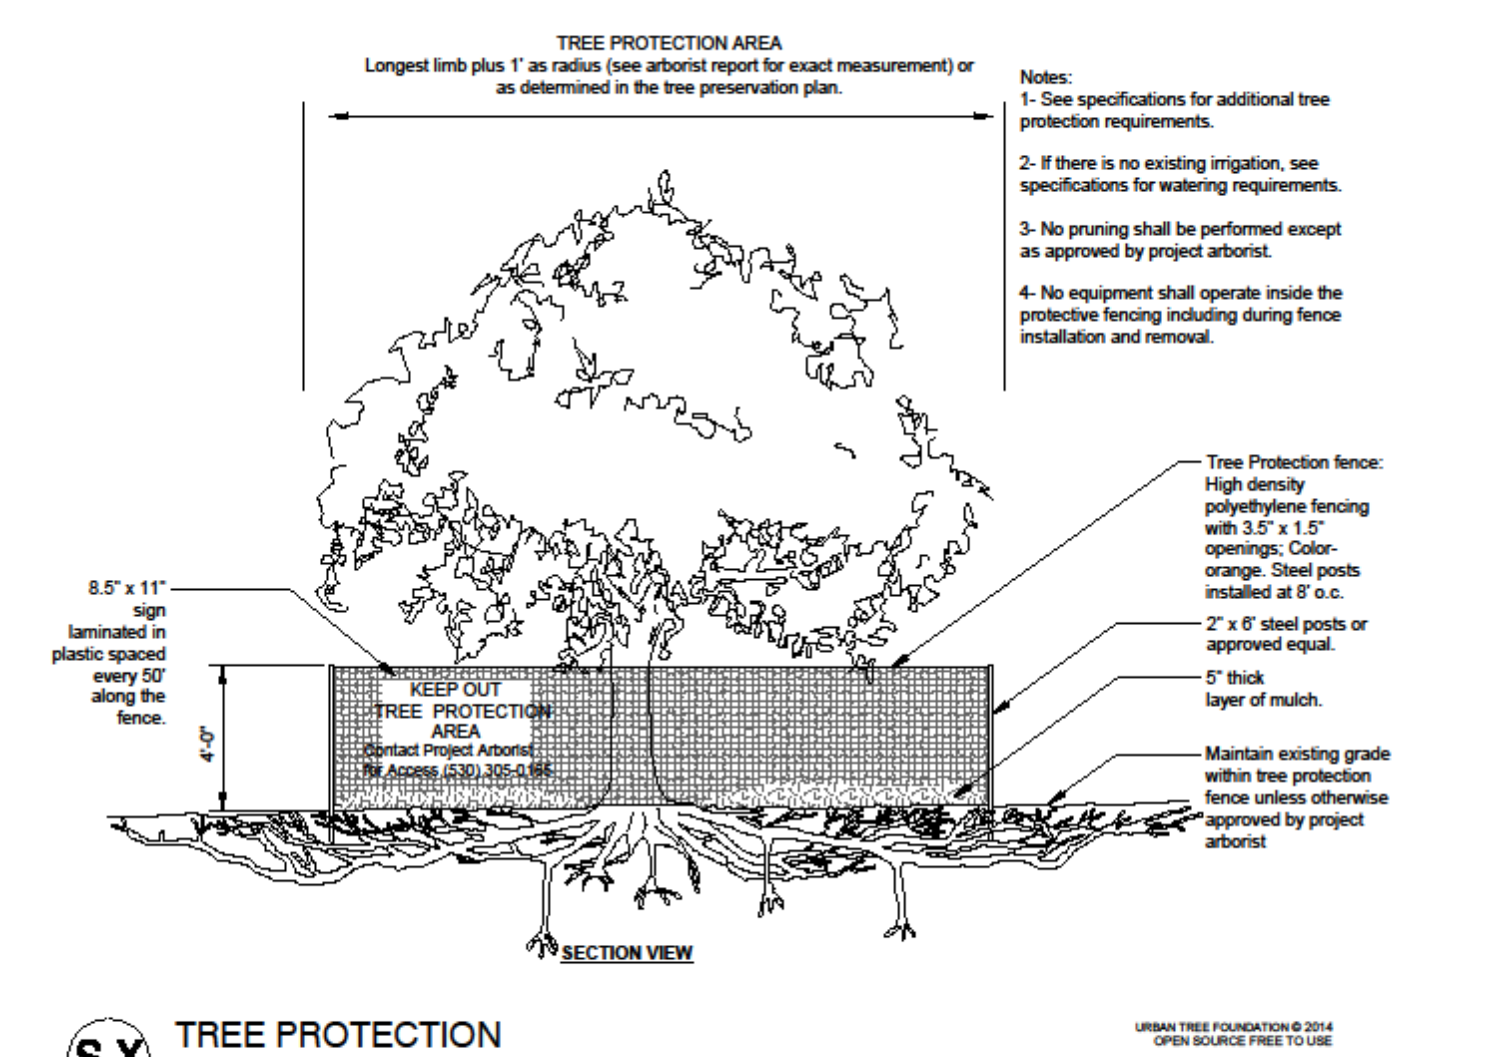 TREE PROTECTION AREA
Longest limb plus 1' as radius (see arborist report for exact measurement) or
as determined in the tree preservation plan.
Notes:
1- See specifications for additional tree
protection requirements.
2- If there is no existing irrigation, see
specifications for watering requirements.
3- No pruning shall be performed except
as approved by project arborist.
4- No equipment shall operate inside the
protective fencing including during fence
installation and removal.
Tree Protection fence:
High density
polyethylene fencing
with 3.5" x 1.5"
openings; Color-
orange. Steel posts
installed at 8' o.c.
2" x 6' steel posts or
approved equal.
5" thick
layer of mulch.
Maintain existing grade
within tree protection
fence unless otherwise
approved by project
arborist
8.5" x 11"
sign
laminated in
plastic spaced
every 50'
along the
fence.
4'-0"
KEEP OUT
TREE PROTECTION
AREA
Contact Project Arborist
for Access (530) 305-0165
SECTION VIEW
S-X
TREE PROTECTION
URBAN TREE FOUNDATION © 2014
OPEN SOURCE FREE TO USE